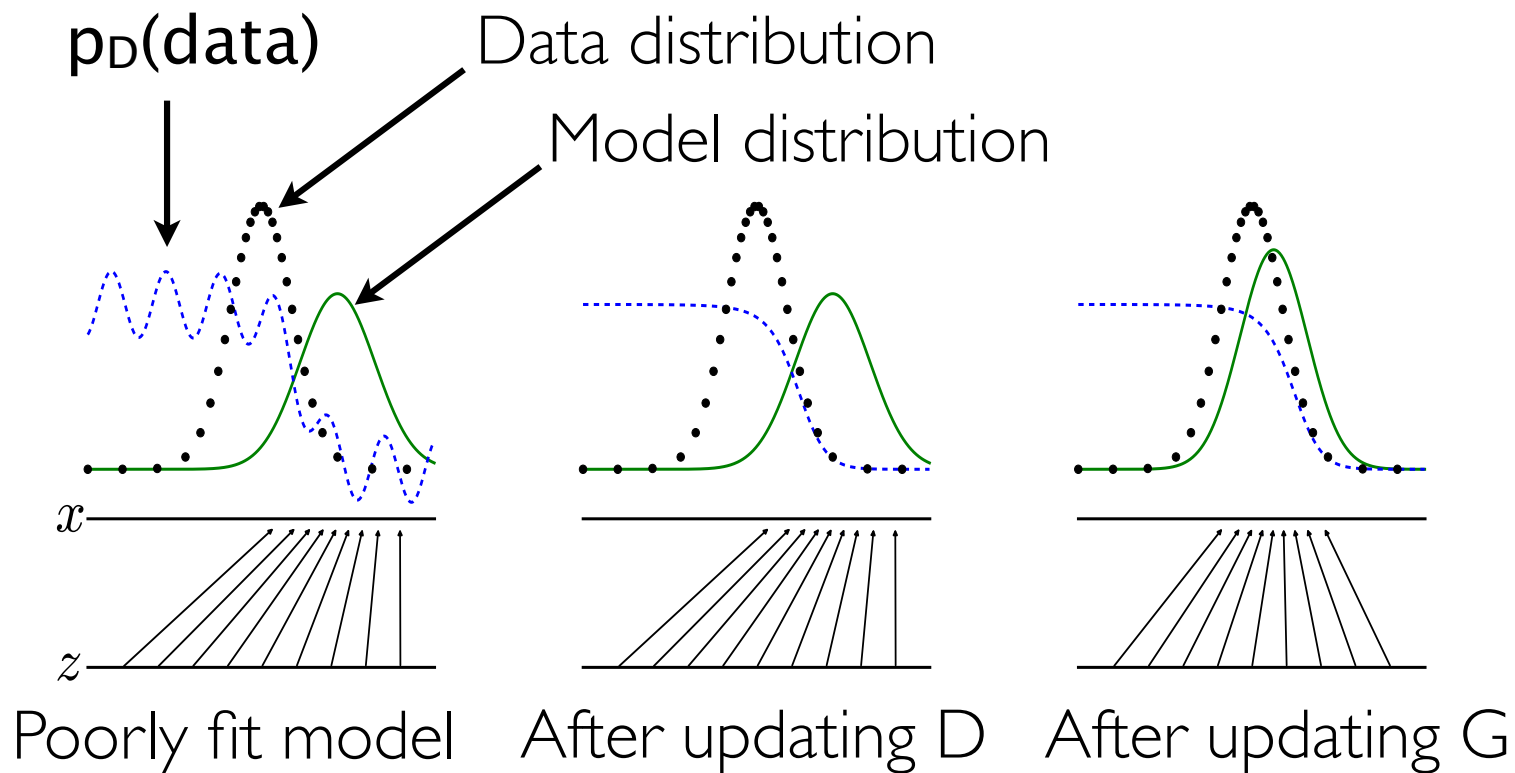 pD(data)
Data distribution
Model distribution
x
z
Poorly fit model
After updating D
After updating G